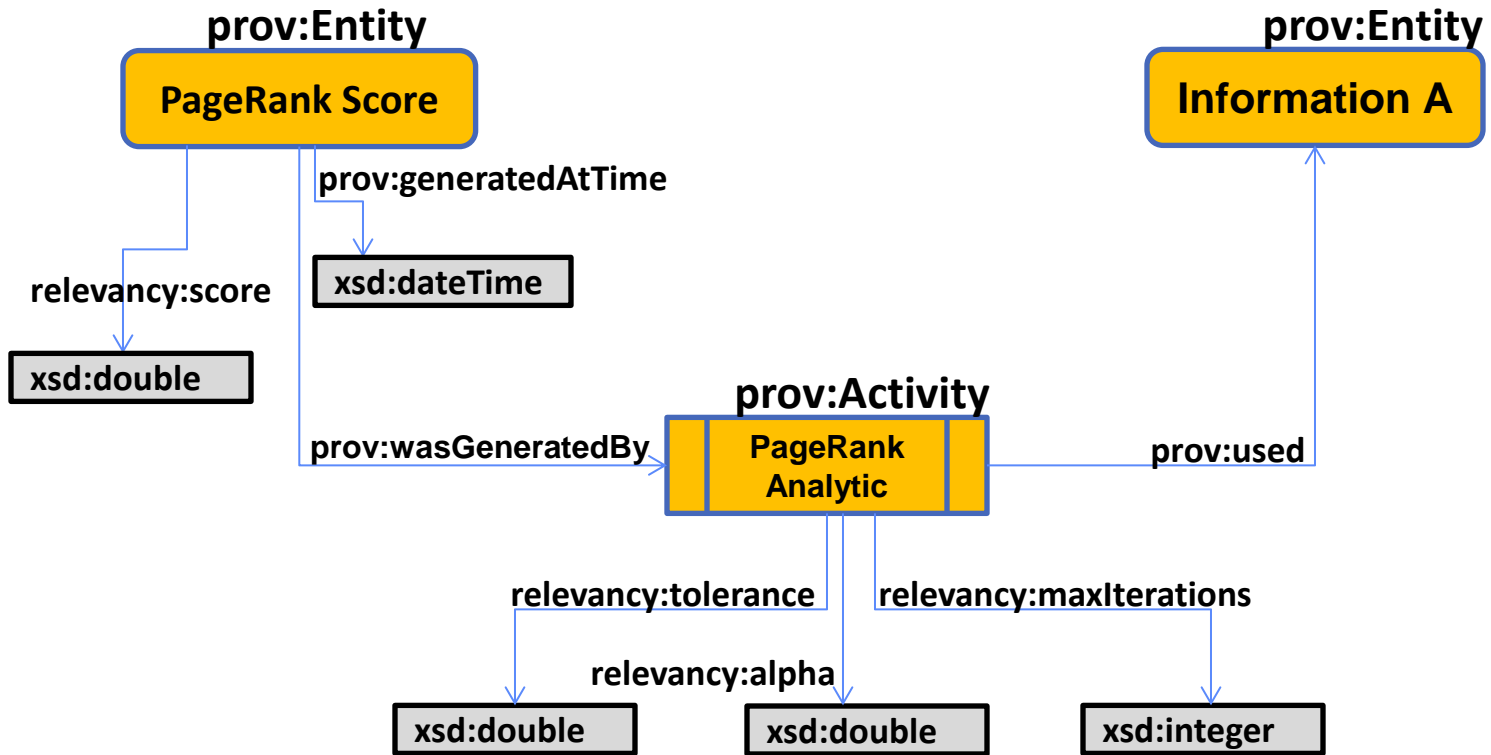 prov:Entity
prov:Entity
PageRank Score
Information A
prov:generatedAtTime
xsd:dateTime
relevancy:score
xsd:double
prov:Activity
prov:wasGeneratedBy
PageRank
Analytic
prov:used
relevancy:tolerance
relevancy:maxIterations
relevancy:alpha
xsd:double
xsd:double
xsd:integer